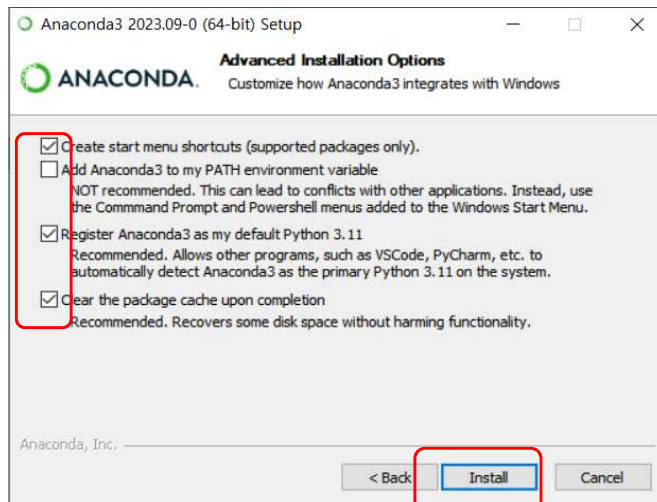 Anaconda3 2023.09-0 (64-bit) Setup
ANACONDA.
Advanced Installation Options
Customize how Anaconda3 integrates with Windows
Create start menu shortcuts (supported packages only).
Add Anaconda3 to my PATH environment variable
NOT recommended. This can lead to conflicts with other applications. Instead, use
the Commmand Prompt and Powershell menus added to the Windows Start Menu.
Register Anaconda3 as my default Python 3.11
Recommended. Allows other programs, such as VSCode, PyCharm, etc. to
automatically detect Anaconda3 as the primary Python 3.11 on the system.
Clear the package cache upon completion
Recommended. Recovers some disk space without harming functionality.
Anaconda, Inc.
< Back
Install
Cancel